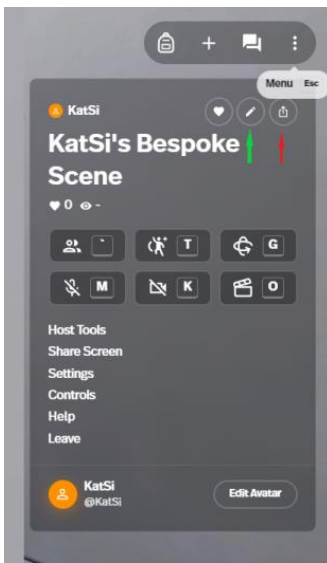 Menu Esc
KatSi
KatSi's Bespoke
Scene
0 -
` T G
M K O
Host Tools
Share Screen
Settings
Controls
Help
Leave
KatSi
@KatSi
Edit Avatar